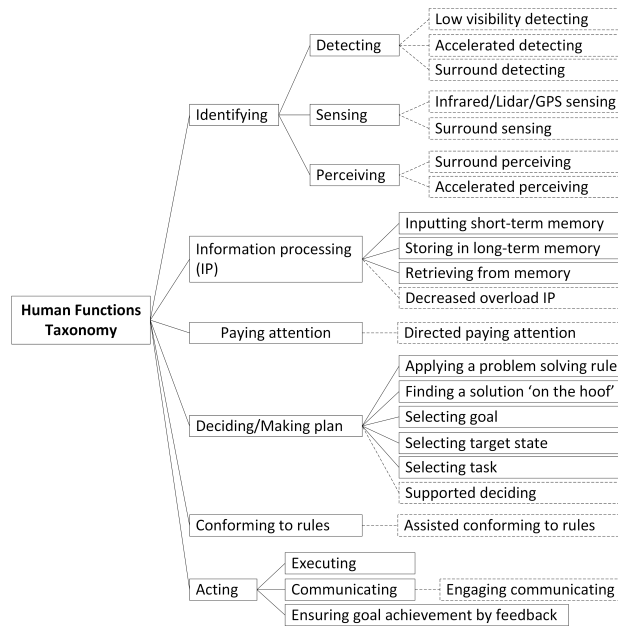 Human Functions
Taxonomy
Identifying
Detecting
Low visibility detecting
Accelerated detecting
Surround detecting
Sensing
Infrared/Lidar/GPS sensing
Surround sensing
Perceiving
Surround perceiving
Accelerated perceiving
Information processing
(IP)
Inputting short-term memory
Storing in long-term memory
Retrieving from memory
Decreased overload IP
Paying attention
Directed paying attention
Deciding/Making plan
Applying a problem solving rule
Finding a solution ‘on the hoof’
Selecting goal
Selecting target state
Selecting task
Supported deciding
Conforming to rules
Assisted conforming to rules
Acting
Executing
Communicating
Engaging communicating
Ensuring goal achievement by feedback